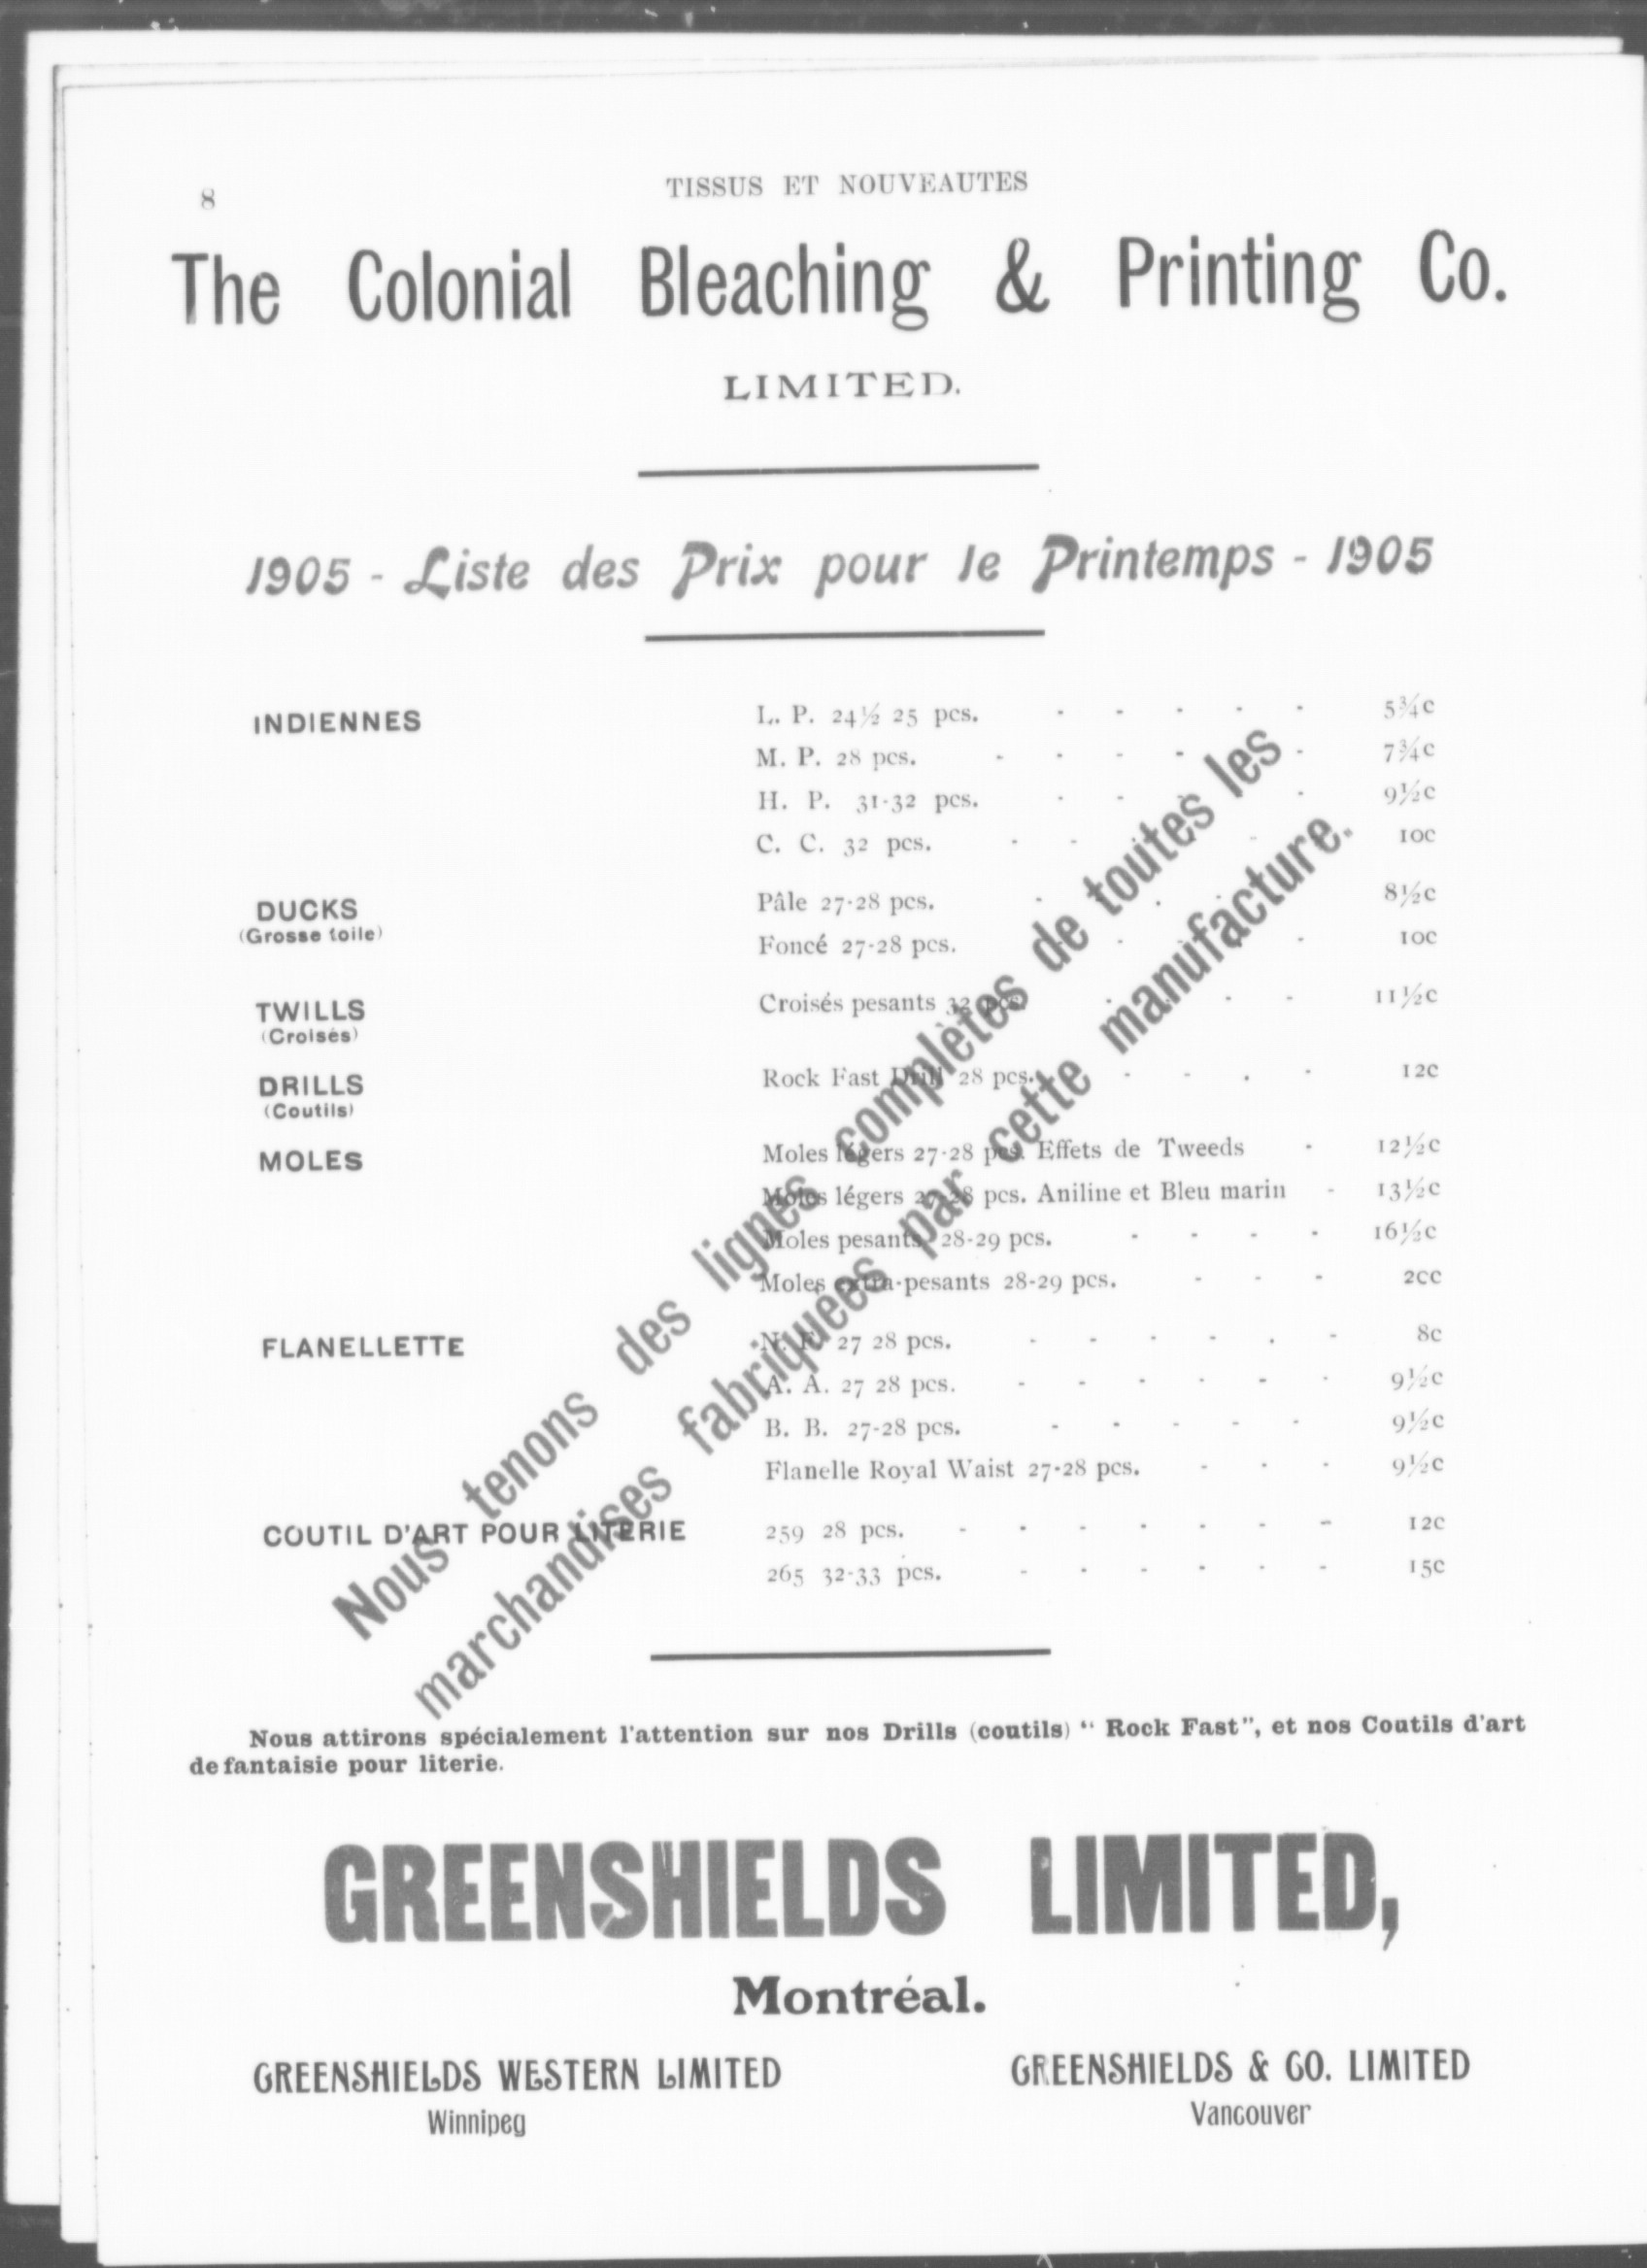 8
TISSUS ET NOUVEAUTES
The Colonial Bleaching & Printing Co.
LIMITED.
1905 - Liste des Prix pour le Printemps - 1905
INDIENNES L. P. 24½ 25 pcs. - - - - - 5¾c
M. P. 28 pcs. - - - - - - 7¾c
H. P. 31-32 pcs. - - - - 9½c
C. C. 32 pcs. - - - - 10c
DUCKS Pâle 27-28 pcs. - - - - 8½c
(Grosse toile)
Foncé 27-28 pcs. - - - - 10c
TWILLS Croisés pesants 32 pcs. - - - - 11½c
(Croisés)
DRILLS Rock Fast Drill 28 pcs. - - - - 12c
(Coutils)
MOLES Moles légers 27-28 pcs. Effets de Tweeds - 12½c
Moles légers 27-28 pcs. Aniline et Bleu marin - 13½c
Moles pesants 28-29 pcs. - - - - 16½c
Moles extra-pesants 28-29 pcs. - - - 2cc
FLANELLETTE N. F. 27 28 pcs. - - - - - - 8c
A. A. 27 28 pcs. - - - - - - 9½c
B. B. 27-28 pcs. - - - - - 9½c
Flanelle Royal Waist 27-28 pcs. - - - 9½c
COUTIL D'ART POUR LITERIE 259 28 pcs. - - - - - - - 12c
265 32-33 pcs. - - - - - - 15c
Nous tenons des lignes complètes de toutes les
marchandises fabriquées par cette manufacture.
Nous attirons spécialement l'attention sur nos Drills (coutils) "Rock Fast", et nos Coutils d'art
de fantaisie pour literie.
GREENSHIELDS LIMITED,
Montréal.
GREENSHIELDS WESTERN LIMITED
Winnipeg
GREENSHIELDS & CO. LIMITED
Vancouver